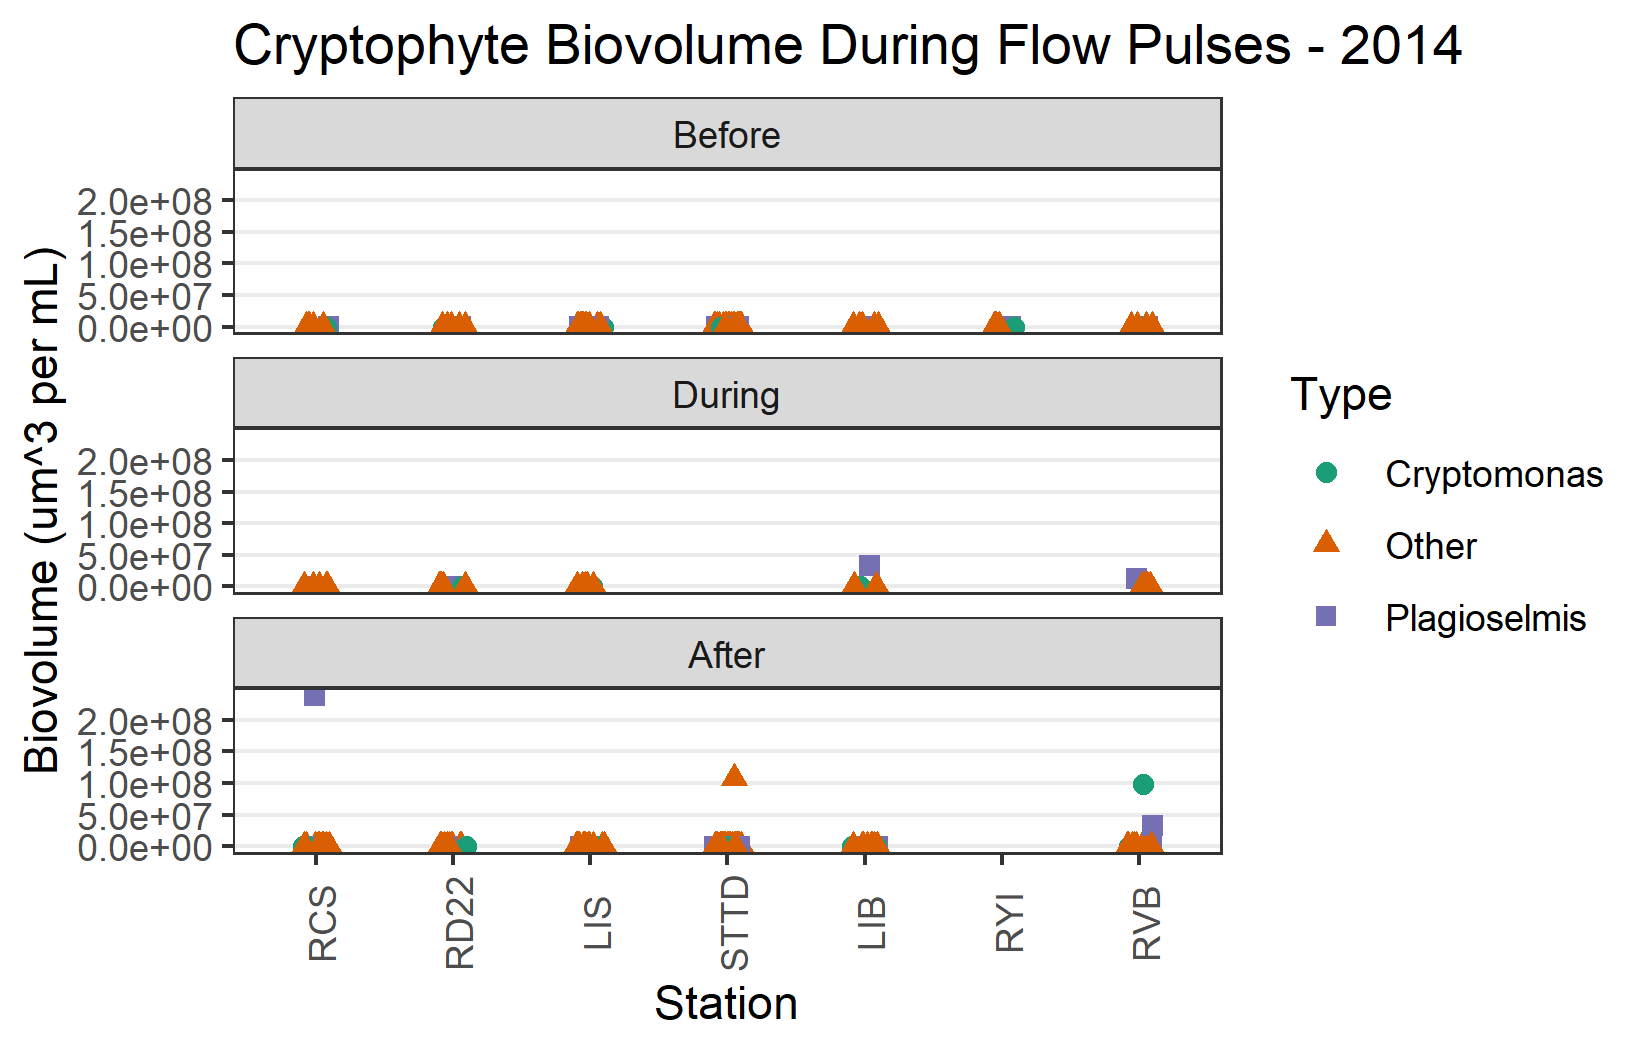 Cryptophyte Biovolume During Flow Pulses - 2014
Before
2.0e+08
1.5e+08
1.0e+08
5.0e+07
0.0e+00
During
2.0e+08
1.5e+08
1.0e+08
5.0e+07
0.0e+00
After
2.0e+08
1.5e+08
1.0e+08
5.0e+07
0.0e+00
Biovolume (um^3 per mL)
RCS
RD22
LIS
STTD
LIB
RYI
RVB
Station
Type
Cryptomonas
Other
Plagioselmis